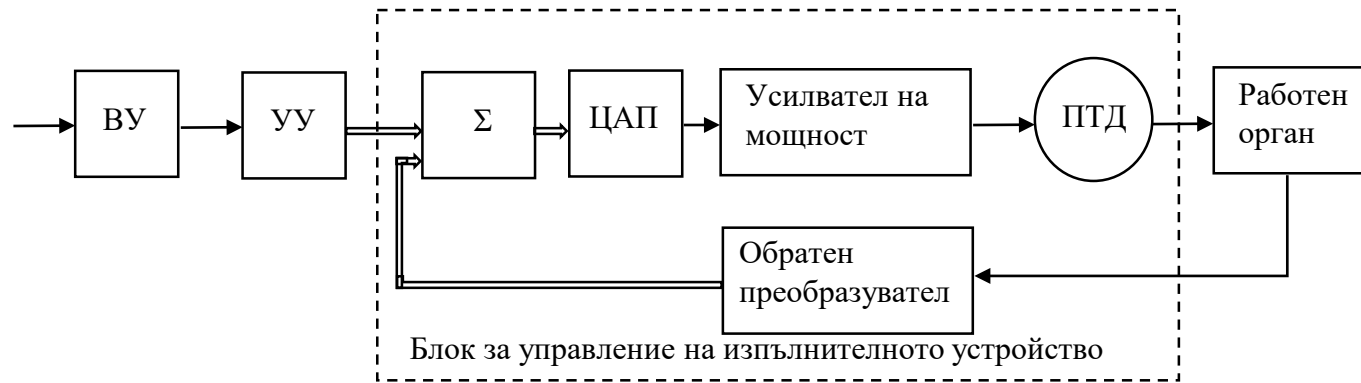 ВУ
УУ
Σ
ЦАП
Усилвател на
мощност
ПТД
Работен
орган
Обратен
преобразувател
Блок за управление на изпълнителното устройство